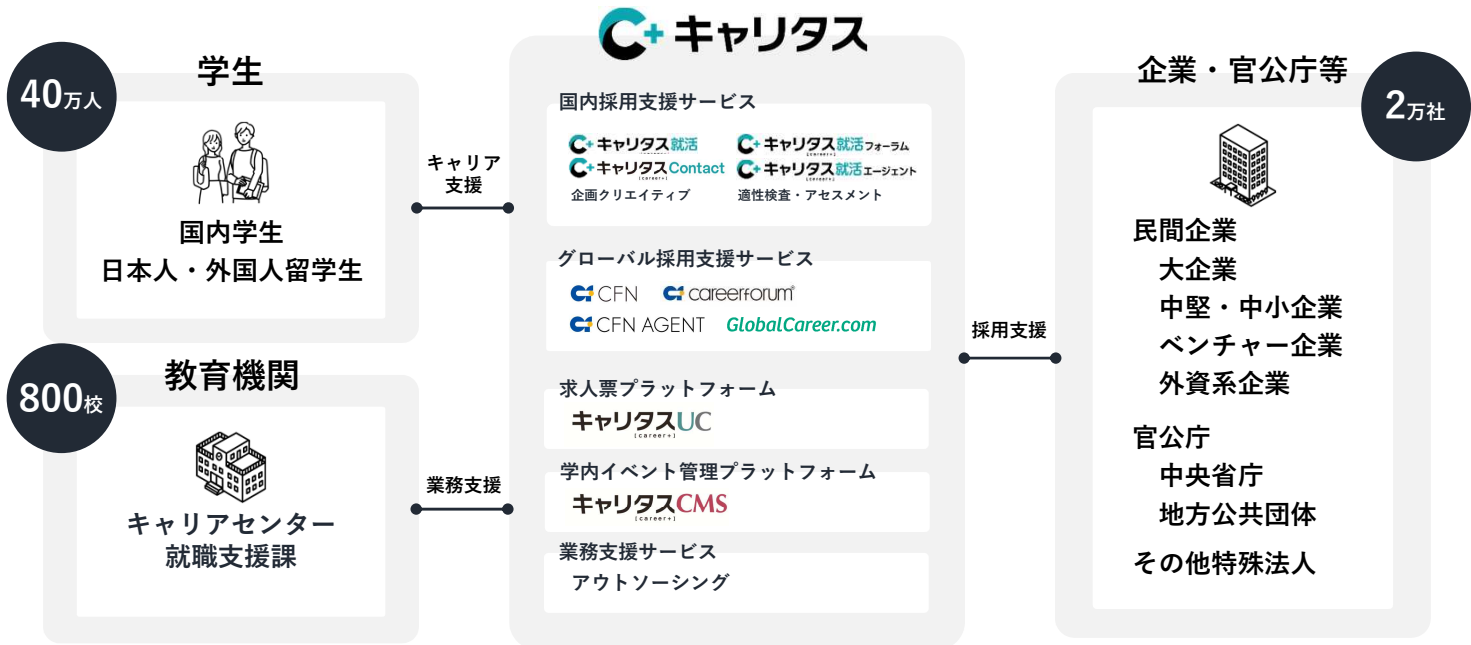 学生
40万人
国内学生
日本人・外国人留学生
教育機関
800校
キャリアセンター
就職支援課
キャリア
支援
業務支援
C+ キャリタス
国内採用支援サービス
C+ キャリタス就活
C+ キャリタス就活フォーラム
[career+]
C+ キャリタスContact
[career+]
C+ キャリタス就活エージェント
[career+]
企画クリエイティブ
適性検査・アセスメント
グローバル採用支援サービス
CFN
careerforum®
CFN AGENT
GlobalCareer.com
求人票プラットフォーム
キャリタスUC
[career+]
学内イベント管理プラットフォーム
キャリタスCMS
[career+]
業務支援サービス
アウトソーシング
採用支援
企業・官公庁等
2万社
民間企業
大企業
中堅・中小企業
ベンチャー企業
外資系企業
官公庁
中央省庁
地方公共団体
その他特殊法人